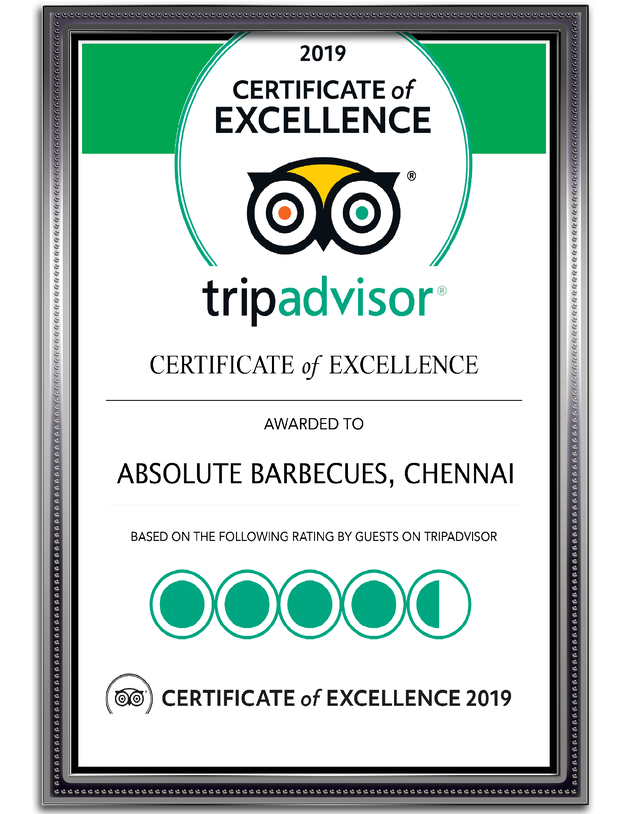 2019
CERTIFICATE of
EXCELLENCE
®
tripadvisor®
CERTIFICATE of EXCELLENCE
AWARDED TO
ABSOLUTE BARBECUES, CHENNAI
BASED ON THE FOLLOWING RATING BY GUESTS ON TRIPADVISOR
CERTIFICATE of EXCELLENCE 2019